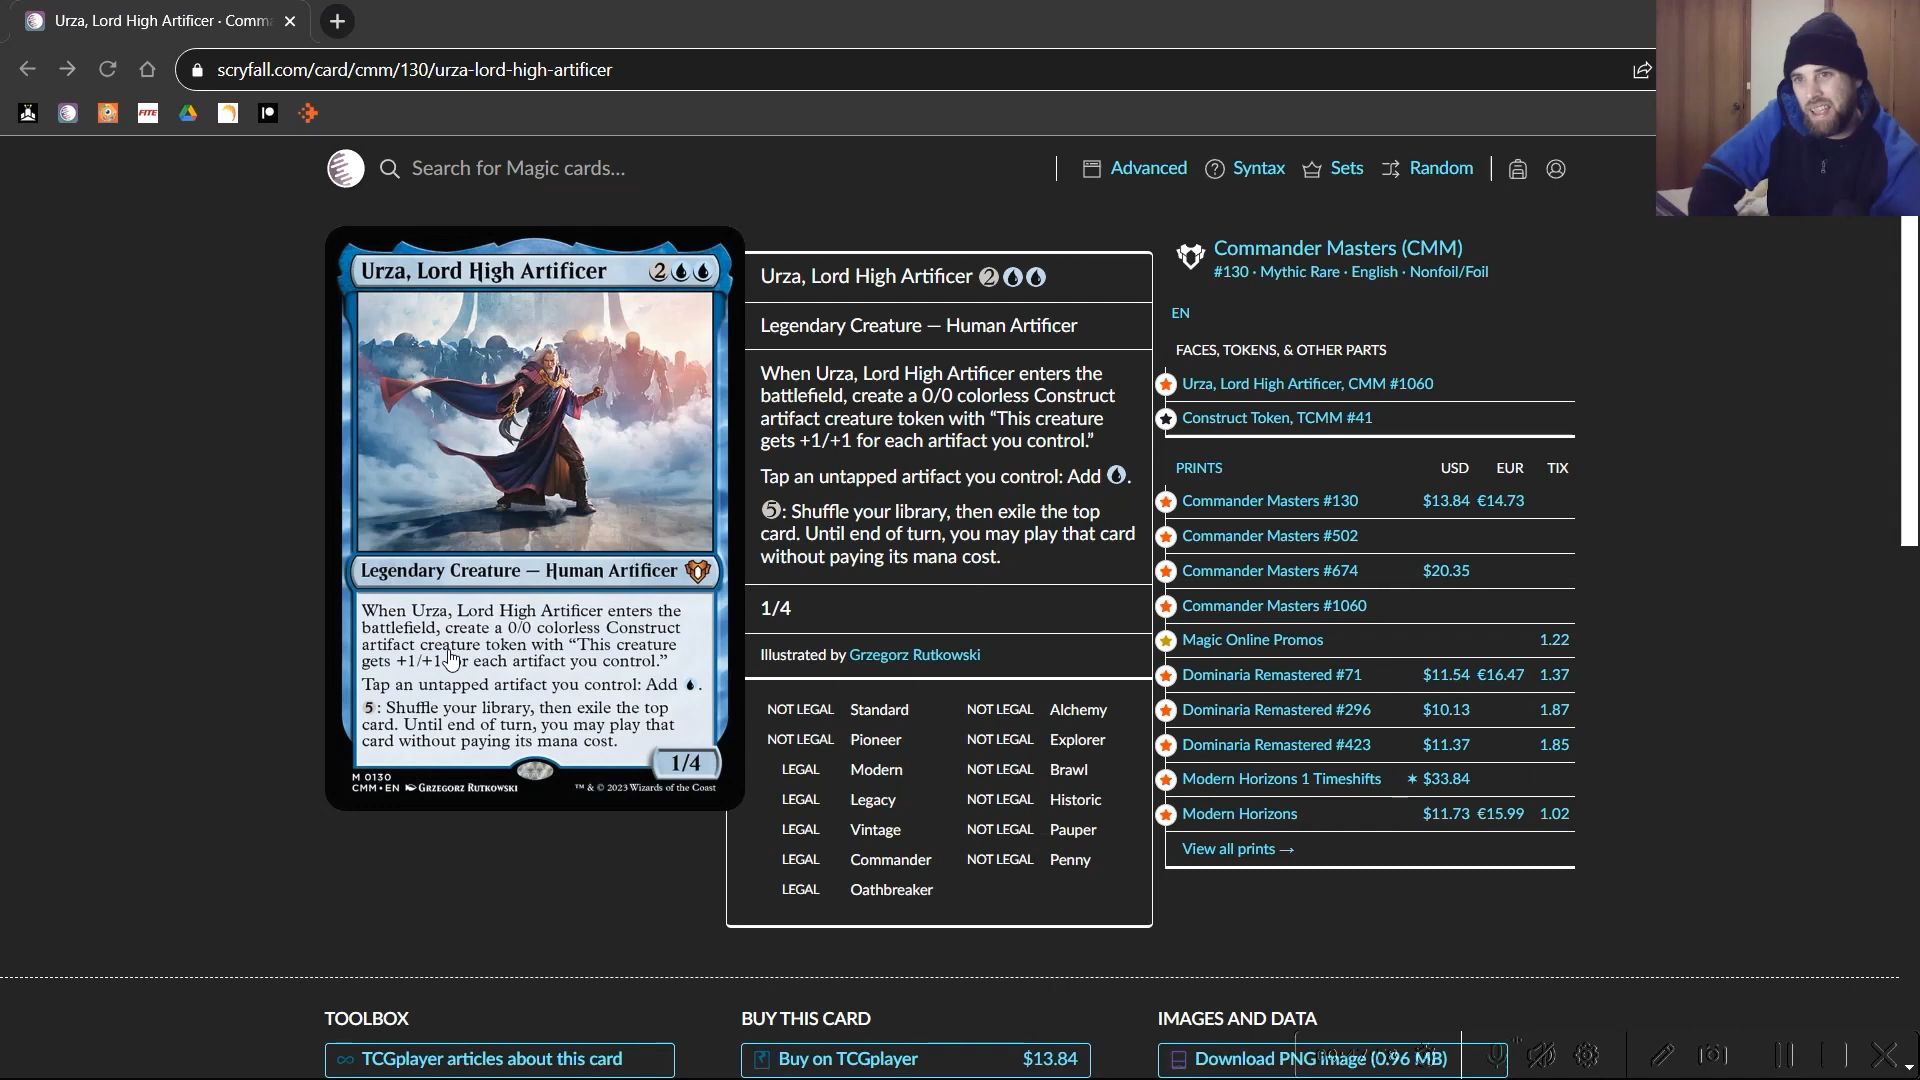 Urza, Lord High Artificer · Comm
scryfall.com/card/cmm/130/urza-lord-high-artificer
FITE
Search for Magic cards...
Advanced
Syntax
Sets
Random
Urza, Lord High Artificer 2
Legendary Creature — Human Artificer
When Urza, Lord High Artificer enters the
battlefield, create a 0/0 colorless Construct
artifact creature token with “This creature
gets +1/+1 for each artifact you control.”
Tap an untapped artifact you control: Add .
5: Shuffle your library, then exile the top
card. Until end of turn, you may play that
card without paying its mana cost.
1/4
M 0130
CMM • EN Grzegorz Rutkowski
™ & © 2023 Wizards of the Coast
Urza, Lord High Artificer 2
Legendary Creature — Human Artificer
When Urza, Lord High Artificer enters the
battlefield, create a 0/0 colorless Construct
artifact creature token with “This creature
gets +1/+1 for each artifact you control.”
Tap an untapped artifact you control: Add .
5: Shuffle your library, then exile the top
card. Until end of turn, you may play that card
without paying its mana cost.
1/4
Illustrated by Grzegorz Rutkowski
NOT LEGAL Standard NOT LEGAL Alchemy
NOT LEGAL Pioneer NOT LEGAL Explorer
LEGAL Modern NOT LEGAL Brawl
LEGAL Legacy NOT LEGAL Historic
LEGAL Vintage NOT LEGAL Pauper
LEGAL Commander NOT LEGAL Penny
LEGAL Oathbreaker
Commander Masters (CMM)
#130 · Mythic Rare · English · Nonfoil/Foil
EN
FACES, TOKENS, & OTHER PARTS
Urza, Lord High Artificer, CMM #1060
Construct Token, TCMM #41
PRINTS USD EUR TIX
Commander Masters #130 $13.84 €14.73
Commander Masters #502
Commander Masters #674 $20.35
Commander Masters #1060
Magic Online Promos 1.22
Dominaria Remastered #71 $11.54 €16.47 1.37
Dominaria Remastered #296 $10.13 1.87
Dominaria Remastered #423 $11.37 1.85
Modern Horizons 1 Timeshifts ✶ $33.84
Modern Horizons $11.73 €15.99 1.02
View all prints →
TOOLBOX
TCGplayer articles about this card
BUY THIS CARD
Buy on TCGplayer $13.84
IMAGES AND DATA
Download PNG image (0.96 MB)